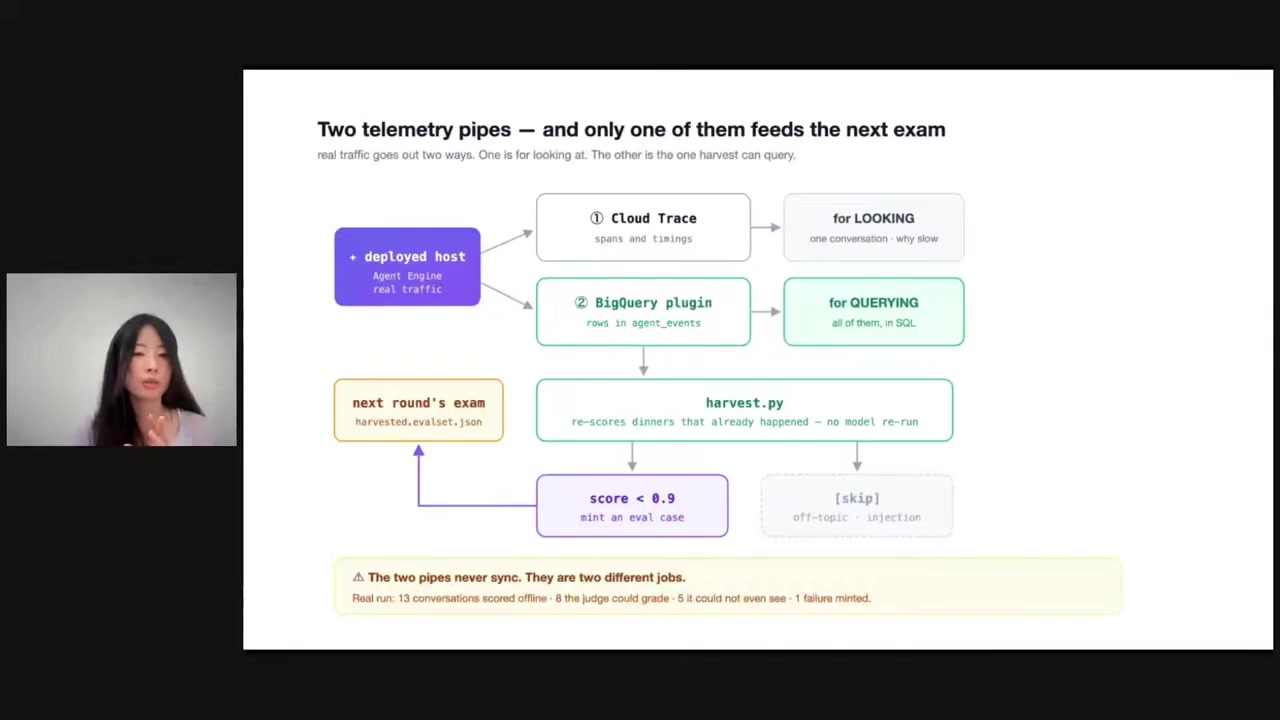 Two telemetry pipes — and only one of them feeds the next exam
real traffic goes out two ways. One is for looking at. The other is the one harvest can query.
✦ deployed host
Agent Engine
real traffic
① Cloud Trace
spans and timings
for LOOKING
one conversation · why slow
② BigQuery plugin
rows in agent_events
for QUERYING
all of them, in SQL
next round's exam
harvested.evalset.json
harvest.py
re-scores dinners that already happened — no model re-run
score < 0.9
mint an eval case
[skip]
off-topic · injection
⚠ The two pipes never sync. They are two different jobs.
Real run: 13 conversations scored offline · 8 the judge could grade · 5 it could not even see · 1 failure minted.